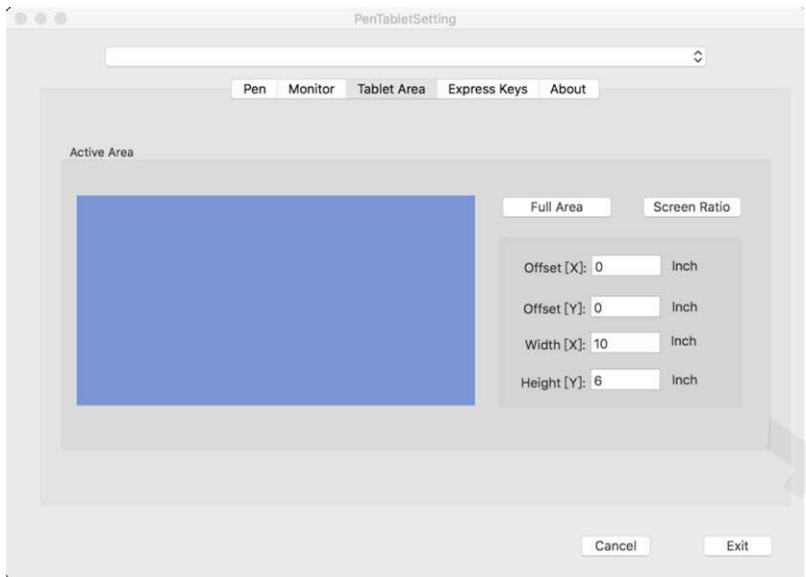 PenTabletSetting
Pen Monitor Tablet Area Express Keys About
Active Area
Full Area Screen Ratio
Offset [X]: 0 Inch
Offset [Y]: 0 Inch
Width [X]: 10 Inch
Height [Y]: 6 Inch
Cancel Exit